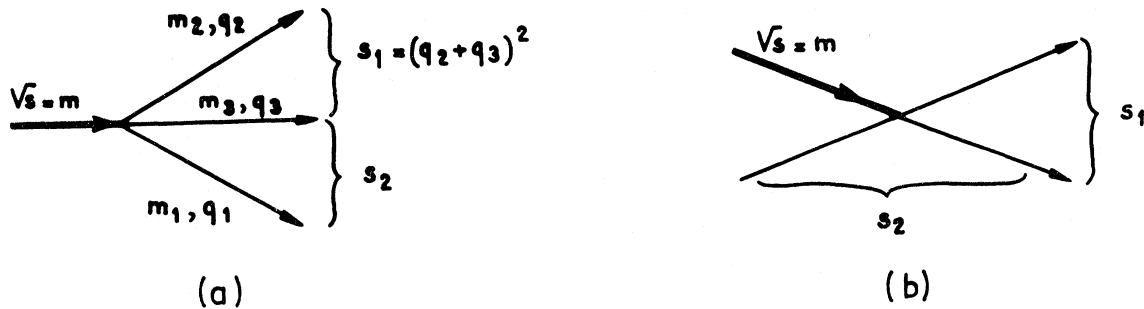 m₂, q₂
s₁ = (q₂ + q₃)²
√s = m
m₃, q₃
s₂
m₁, q₁
(a)
√s = m
s₁
s₂
(b)